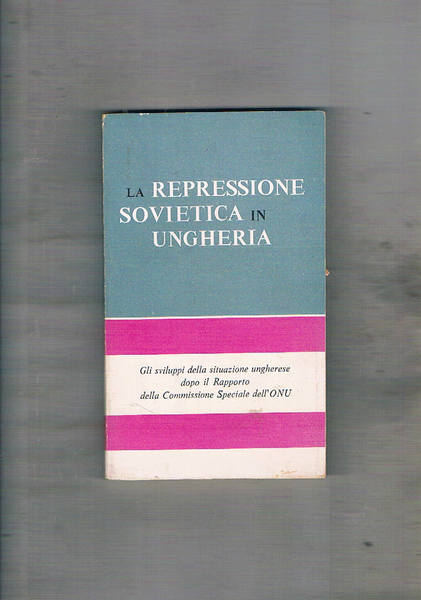 LA REPRESSIONE
SOVIETICA IN
UNGHERIA
Gli sviluppi della situazione ungherese
dopo il Rapporto
della Commissione Speciale dell'ONU